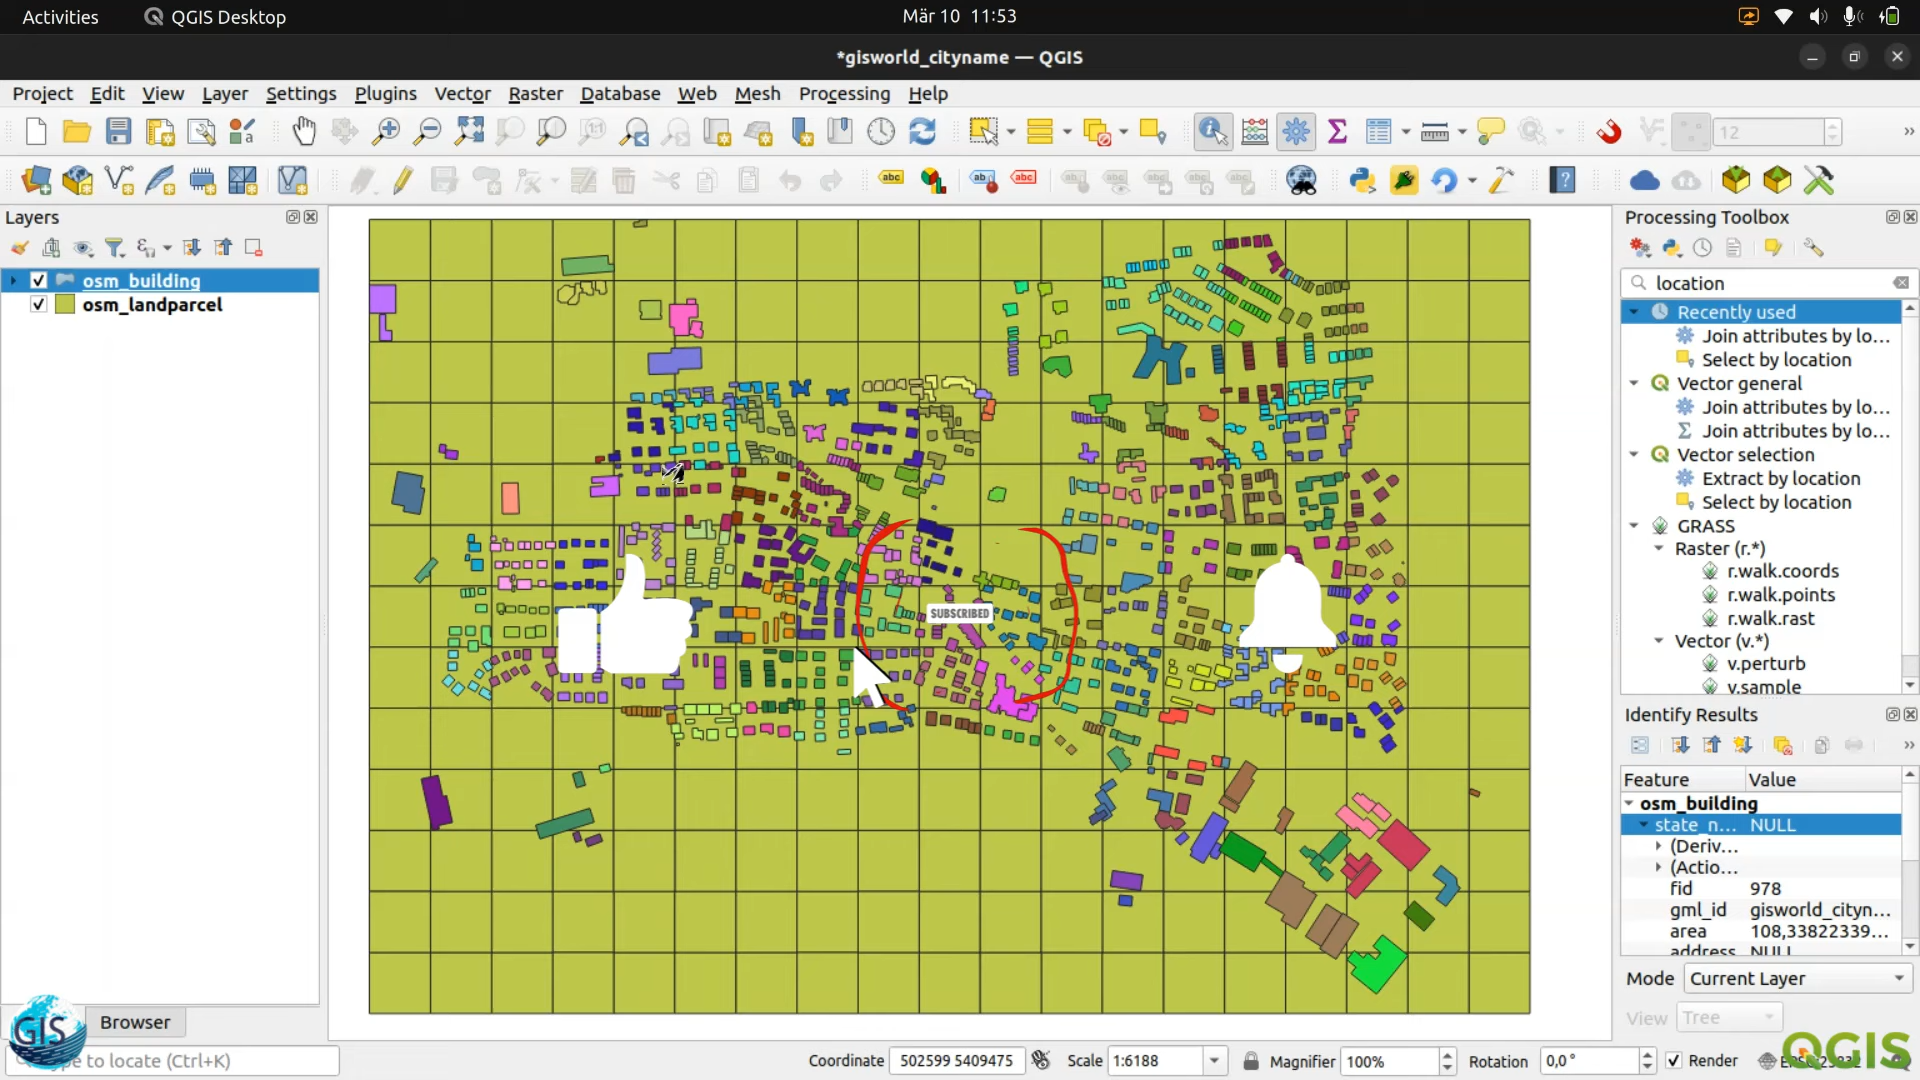 Activities QGIS Desktop Mär 10 11:53
*gisworld_cityname — QGIS
Project Edit View Layer Settings Plugins Vector Raster Database Web Mesh Processing Help
12
abc
abc
Layers
osm_building
osm_landparcel
SUBSCRIBED
Processing Toolbox
location
Recently used
Join attributes by lo...
Select by location
Vector general
Join attributes by lo...
Join attributes by lo...
Vector selection
Extract by location
Select by location
GRASS
Raster (r.*)
r.walk.coords
r.walk.points
r.walk.rast
Vector (v.*)
v.perturb
v.sample
Identify Results
Feature Value
osm_building
state_n... NULL
(Deriv...
(Actio...
fid 978
gml_id gisworld_cityn...
area 108,33822339...
address NULL
Mode Current Layer
View Tree
GIS
Browser
to locate (Ctrl+K)
Coordinate 502599 5409475 Scale 1:6188 Magnifier 100% Rotation 0,0 ° Render
QGIS